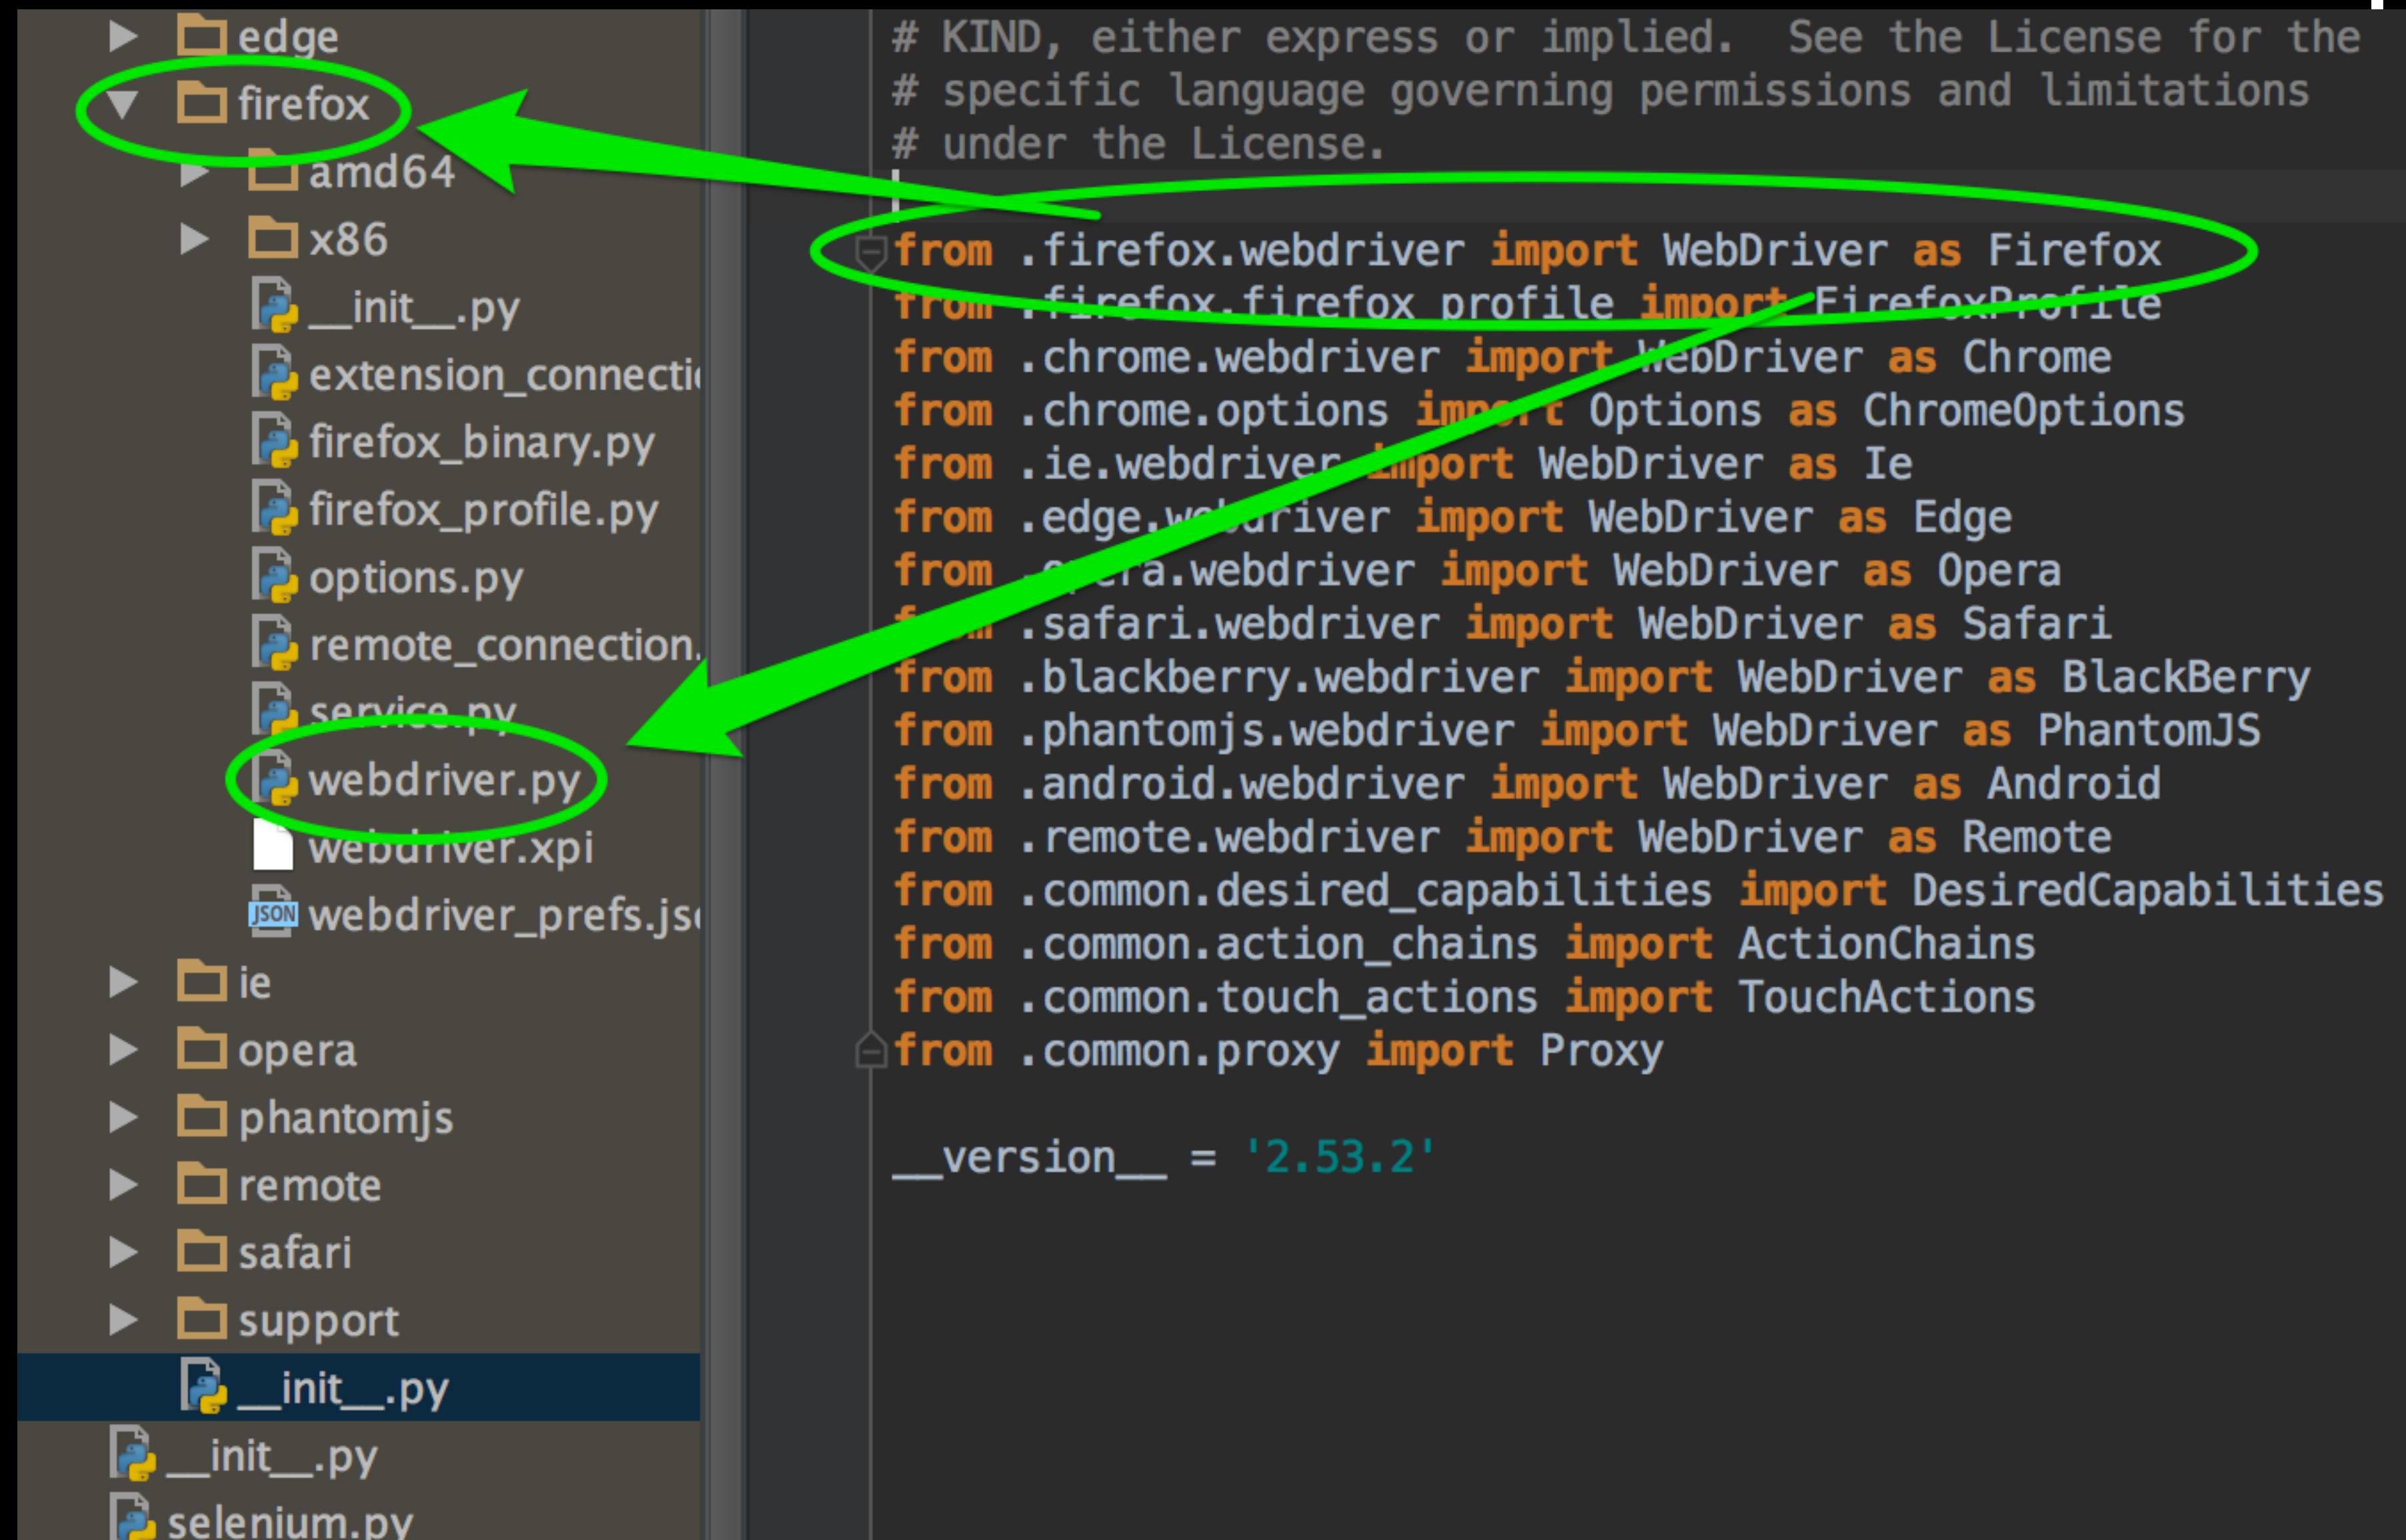 edge
firefox
amd64
x86
__init__.py
extension_connecti
firefox_binary.py
firefox_profile.py
options.py
remote_connection.
service.py
webdriver.py
webdriver.xpi
JSON webdriver_prefs.jso
ie
opera
phantomjs
remote
safari
support
__init__.py
__init__.py
selenium.py
# KIND, either express or implied.  See the License for the
# specific language governing permissions and limitations
# under the License.
from .firefox.webdriver import WebDriver as Firefox
from .firefox.firefox_profile import FirefoxProfile
from .chrome.webdriver import WebDriver as Chrome
from .chrome.options import Options as ChromeOptions
from .ie.webdriver import WebDriver as Ie
from .edge.webdriver import WebDriver as Edge
from .opera.webdriver import WebDriver as Opera
from .safari.webdriver import WebDriver as Safari
from .blackberry.webdriver import WebDriver as BlackBerry
from .phantomjs.webdriver import WebDriver as PhantomJS
from .android.webdriver import WebDriver as Android
from .remote.webdriver import WebDriver as Remote
from .common.desired_capabilities import DesiredCapabilities
from .common.action_chains import ActionChains
from .common.touch_actions import TouchActions
from .common.proxy import Proxy
__version__ = '2.53.2'